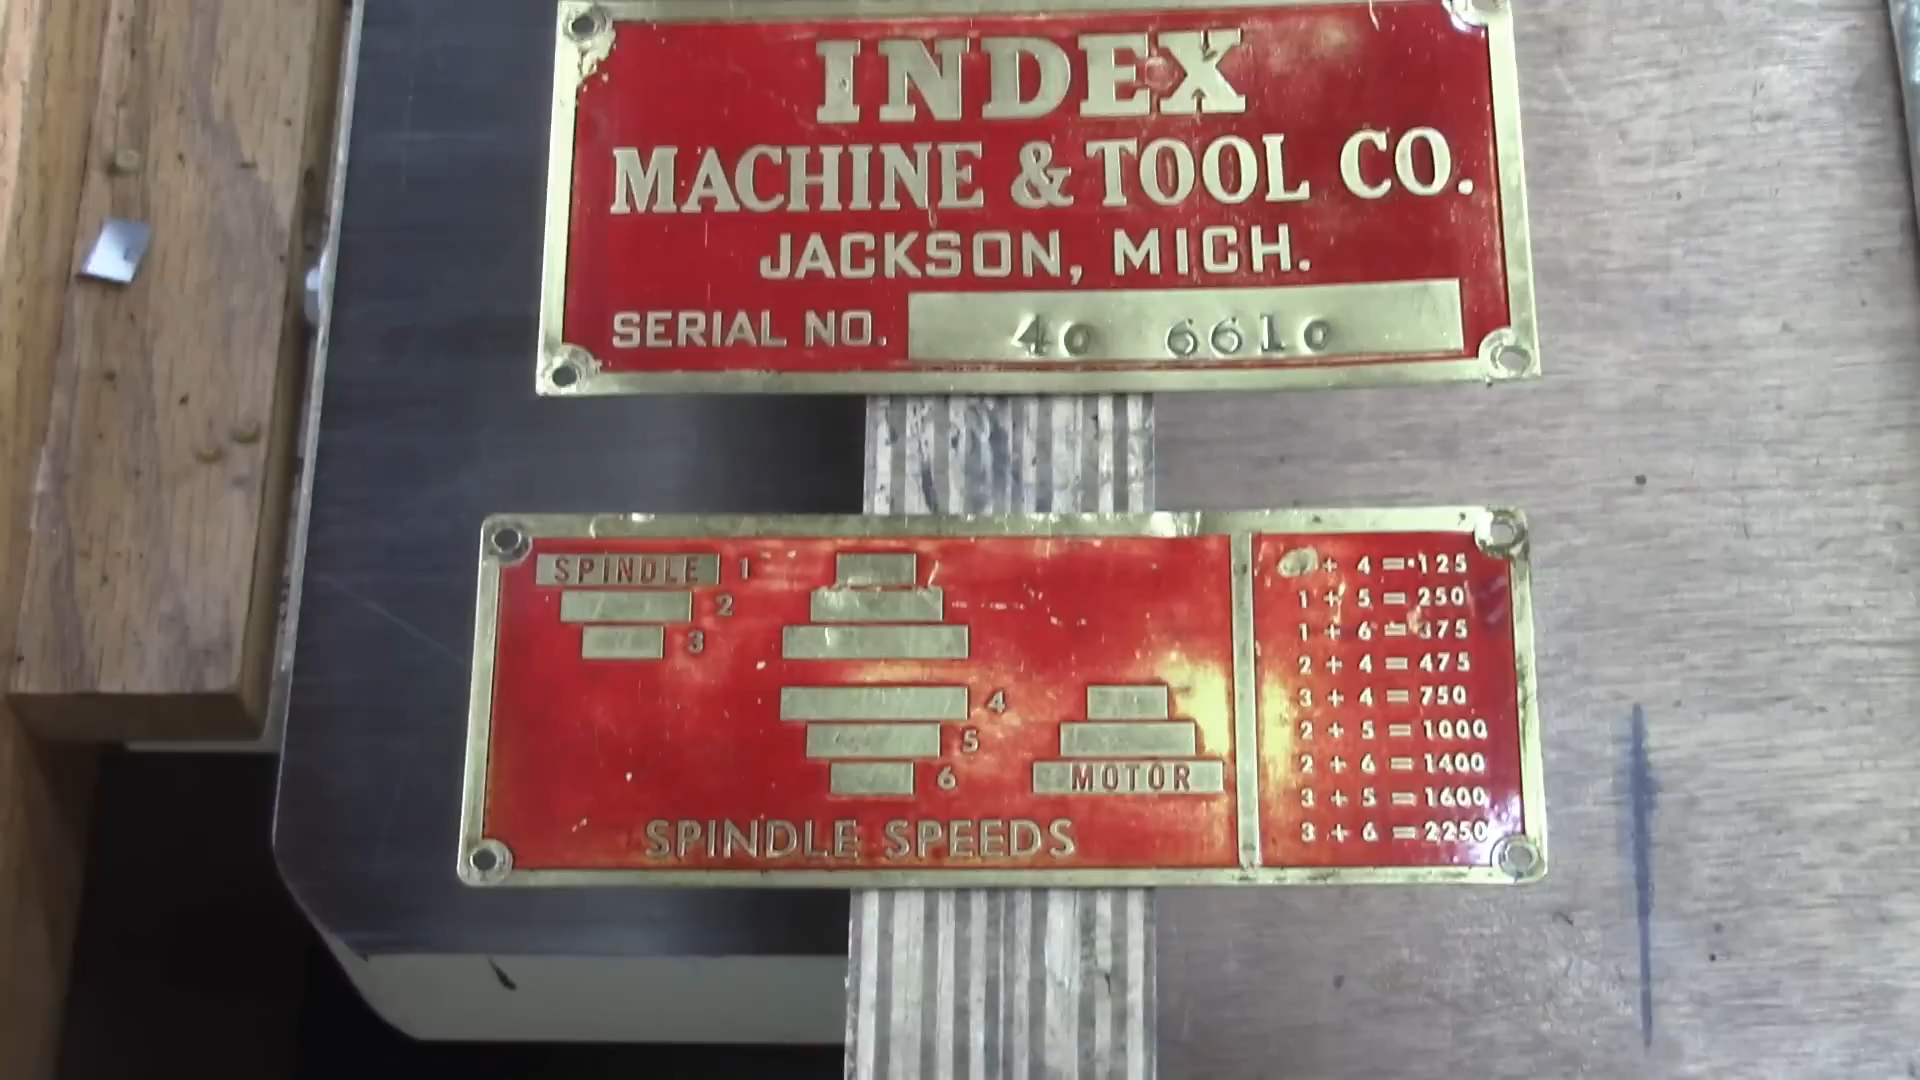 INDEX
MACHINE & TOOL CO.
JACKSON, MICH.
SERIAL NO. 40 6610
SPINDLE 1
2
3
4
5
6
MOTOR
SPINDLE SPEEDS
+ 4 = 125
1 + 5 = 250
1 + 6 = 375
2 + 4 = 475
3 + 4 = 750
2 + 5 = 1000
2 + 6 = 1400
3 + 5 = 1600
3 + 6 = 2250